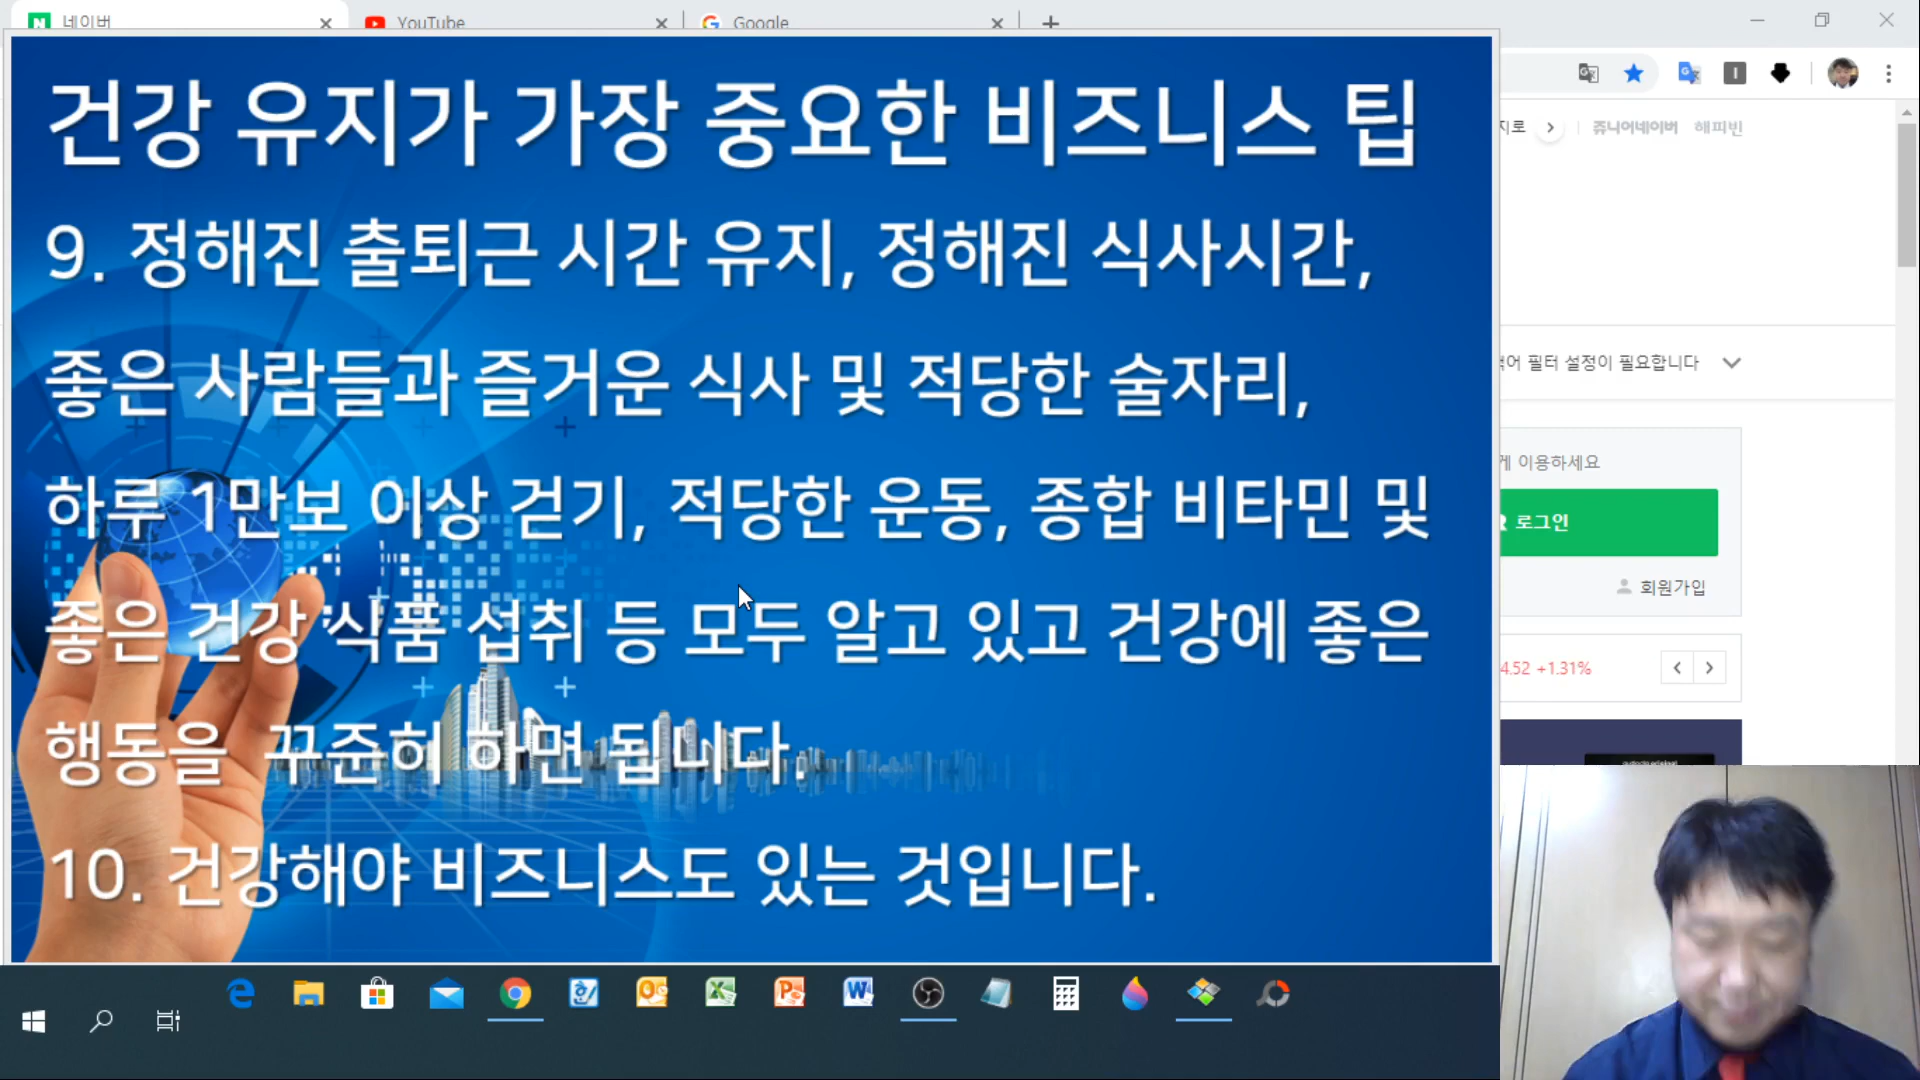 네이버
YouTube
Google
건강 유지가 가장 중요한 비즈니스 팁
9. 정해진 출퇴근 시간 유지, 정해진 식사시간,
좋은 사람들과 즐거운 식사 및 적당한 술자리,
하루 1만보 이상 걷기, 적당한 운동, 종합 비타민 및
좋은 건강 식품 섭취 등 모두 알고 있고 건강에 좋은
행동을 꾸준히 하면 됩니다.
10. 건강해야 비즈니스도 있는 것입니다.
쥬니어네이버 해피빈
필터 설정이 필요합니다
이용하세요
로그인
회원가입
4.52 +1.31%